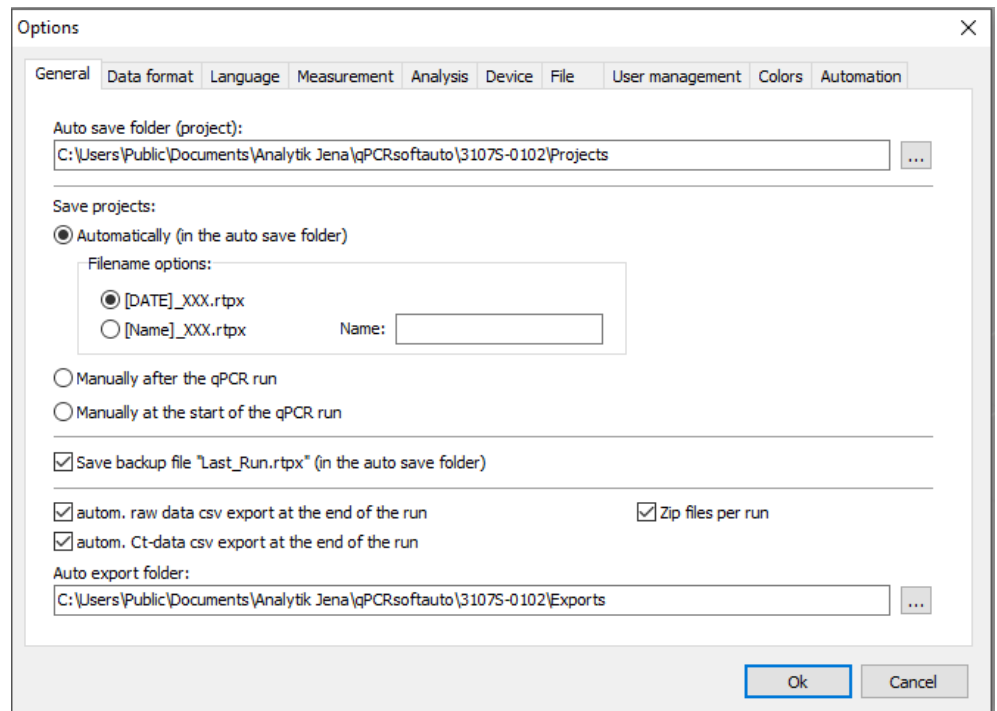 Options
General Data format Language Measurement Analysis Device File User management Colors Automation
Auto save folder (project):
C:\Users\Public\Documents\Analytik Jena\qPCRsoftauto\3107S-0102\Projects ...
Save projects:
Automatically (in the auto save folder)
Filename options:
[DATE]_XXX.rtpx
[Name]_XXX.rtpx Name:
Manually after the qPCR run
Manually at the start of the qPCR run
Save backup file "Last_Run.rtpx" (in the auto save folder)
autom. raw data csv export at the end of the run Zip files per run
autom. Ct-data csv export at the end of the run
Auto export folder:
C:\Users\Public\Documents\Analytik Jena\qPCRsoftauto\3107S-0102\Exports ...
Ok Cancel